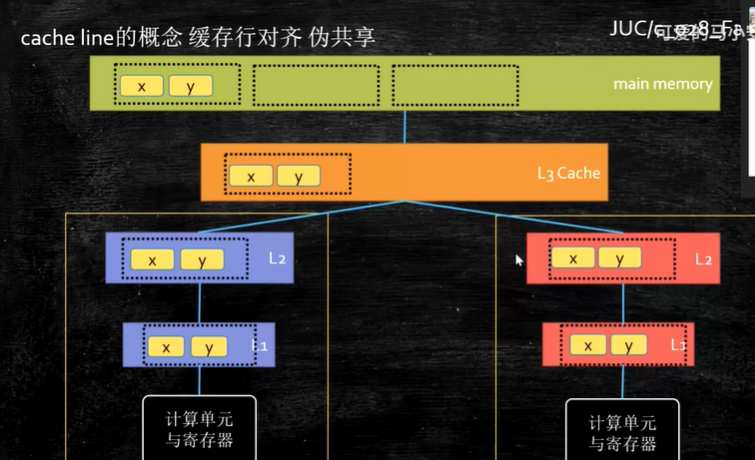 cache line的概念 缓存行对齐 伪共享
JUC/c_028_Fa
x y
main memory
x y
L3 Cache
x y L2
x y L2
x y L1
x y L1
计算单元
与寄存器
计算单元
与寄存器